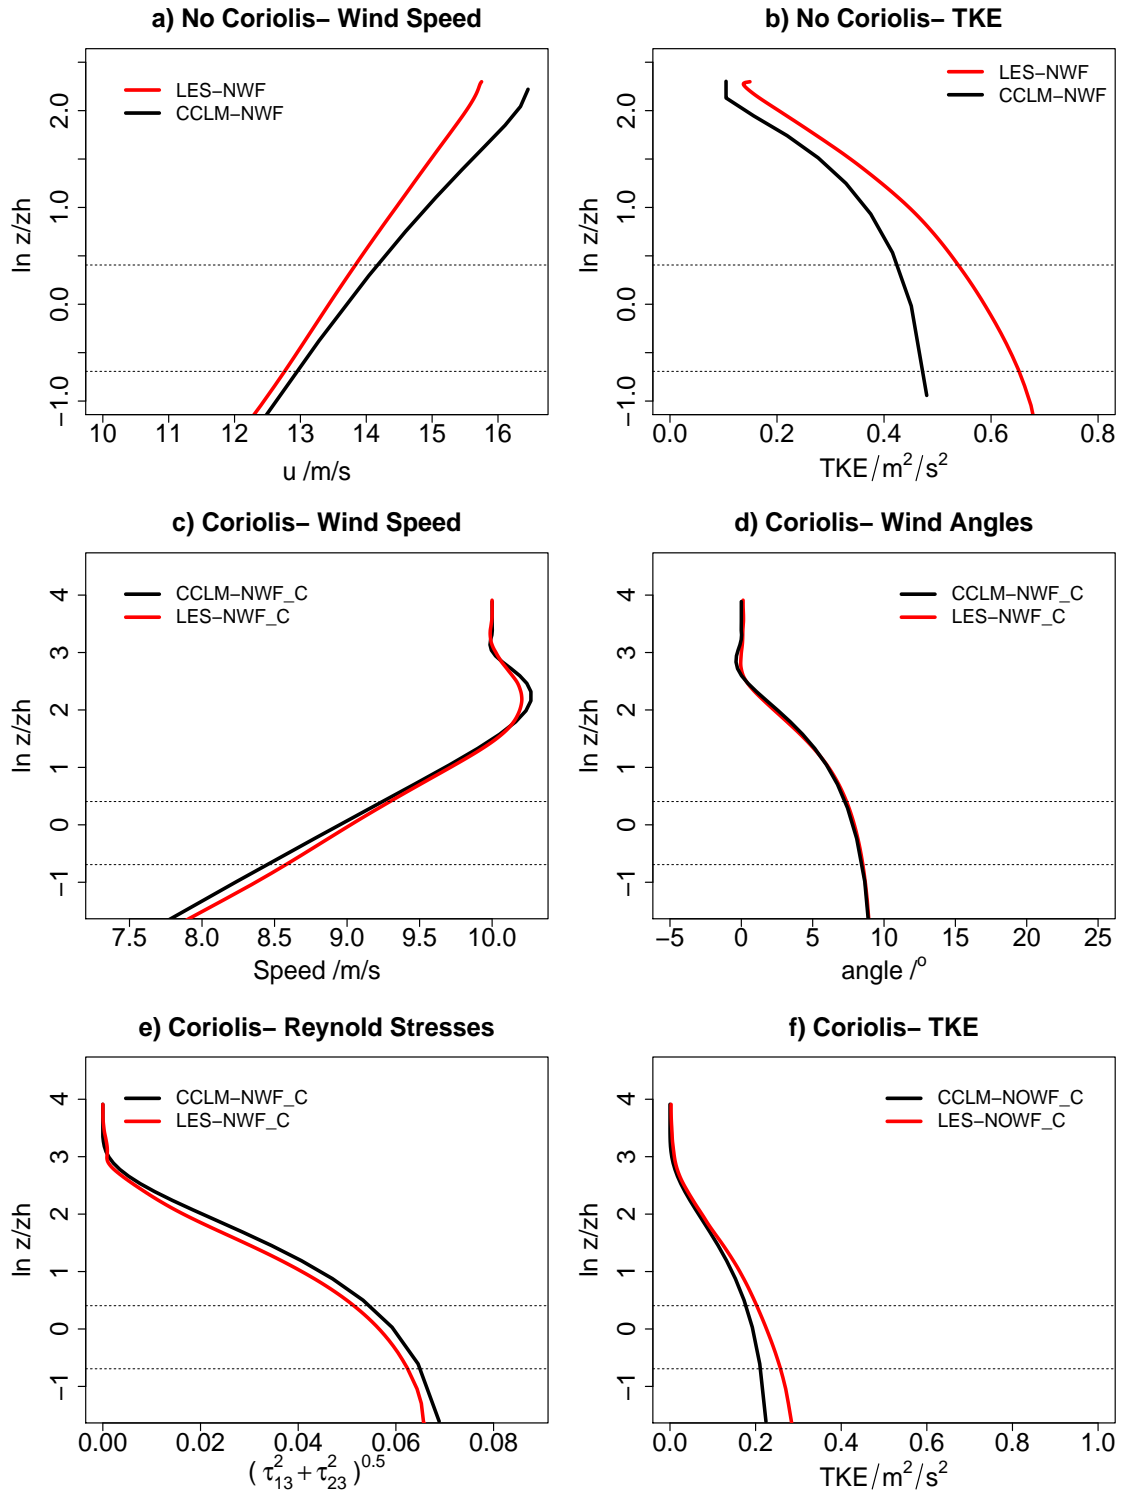 a) No Coriolis− Wind Speed
LES−NWF
CCLM−NWF
2.0
1.0
0.0
−1.0
ln z/zh
10 11 12 13 14 15 16
u /m/s
b) No Coriolis− TKE
LES−NWF
CCLM−NWF
2.0
1.0
0.0
−1.0
ln z/zh
0.0 0.2 0.4 0.6 0.8
TKE/m²/s²
c) Coriolis− Wind Speed
CCLM−NWF_C
LES−NWF_C
4
3
2
1
0
−1
ln z/zh
7.5 8.0 8.5 9.0 9.5 10.0
Speed /m/s
d) Coriolis− Wind Angles
CCLM−NWF_C
LES−NWF_C
4
3
2
1
0
−1
ln z/zh
−5 0 5 10 15 20 25
angle /°
e) Coriolis− Reynold Stresses
CCLM−NWF_C
LES−NWF_C
4
3
2
1
0
−1
ln z/zh
0.00 0.02 0.04 0.06 0.08
(τ²₁₃+τ²₂₃)^0.5
f) Coriolis− TKE
CCLM−NOWF_C
LES−NOWF_C
4
3
2
1
0
−1
ln z/zh
0.0 0.2 0.4 0.6 0.8 1.0
TKE/m²/s²